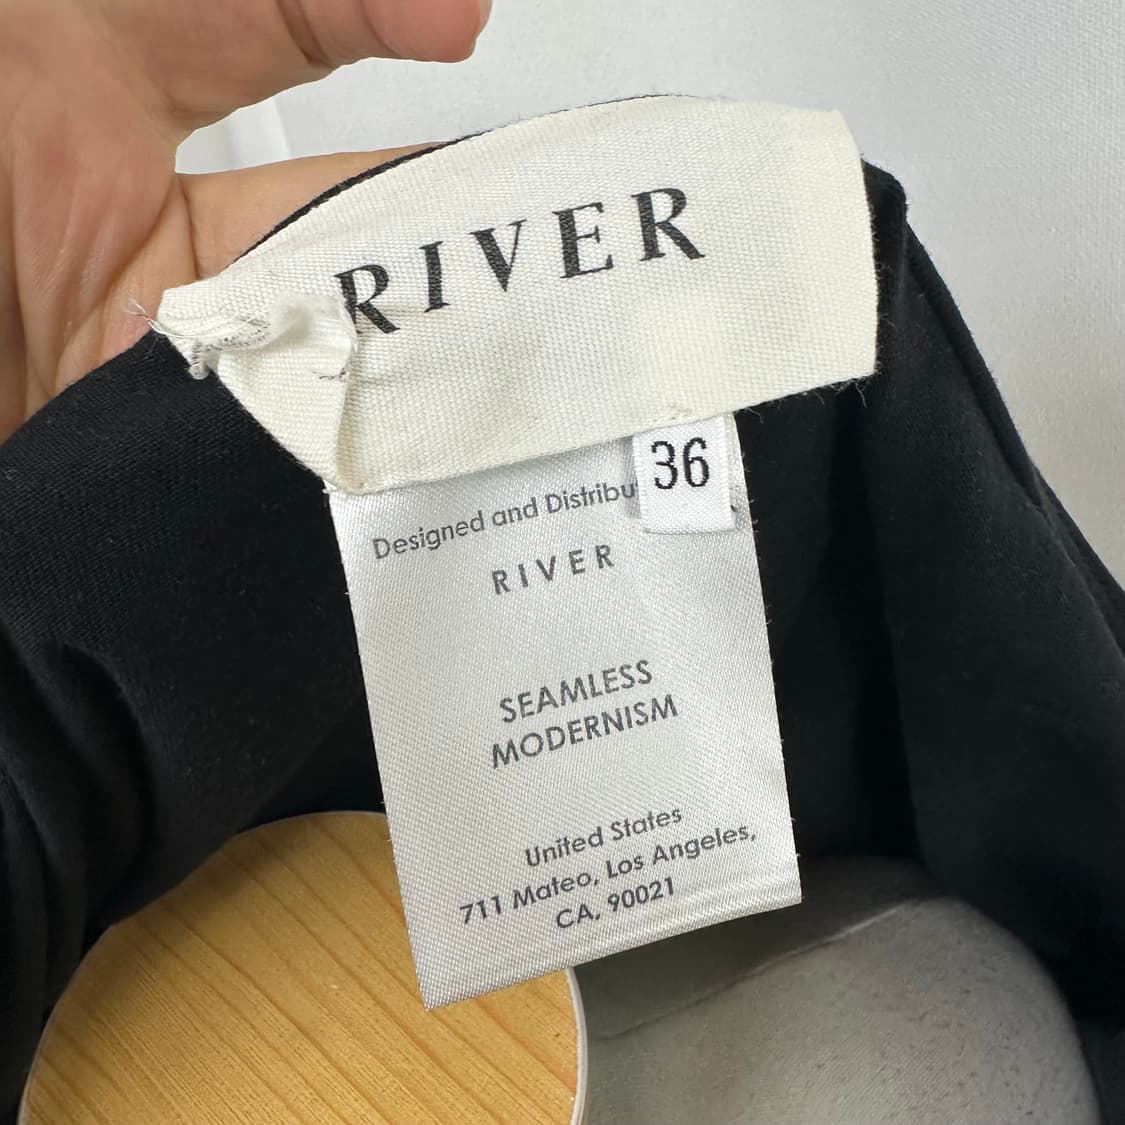 RIVER
36
Designed and Distribu
RIVER
SEAMLESS
MODERNISM
United States
711 Mateo, Los Angeles,
CA, 90021